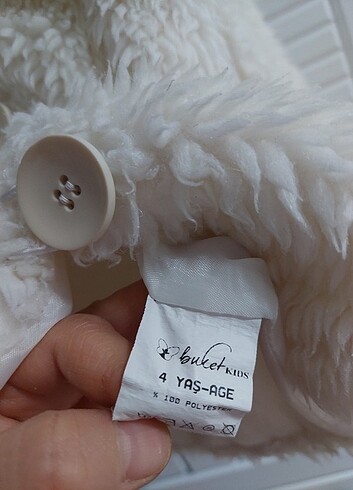 buket KIDS
4 YAŞ-AGE
% 100 POLYESTER